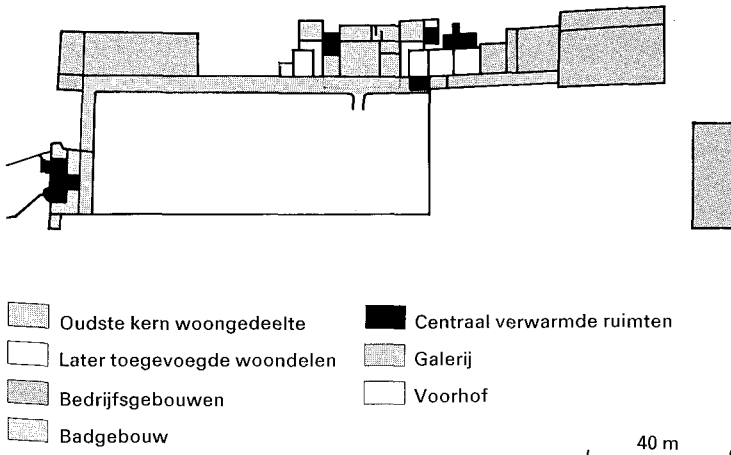 Oudste kern woongedeelte
Later toegevoegde woondelen
Bedrijfsgebouwen
Badgebouw
Centraal verwarmde ruimten
Galerij
Voorhof
40 m